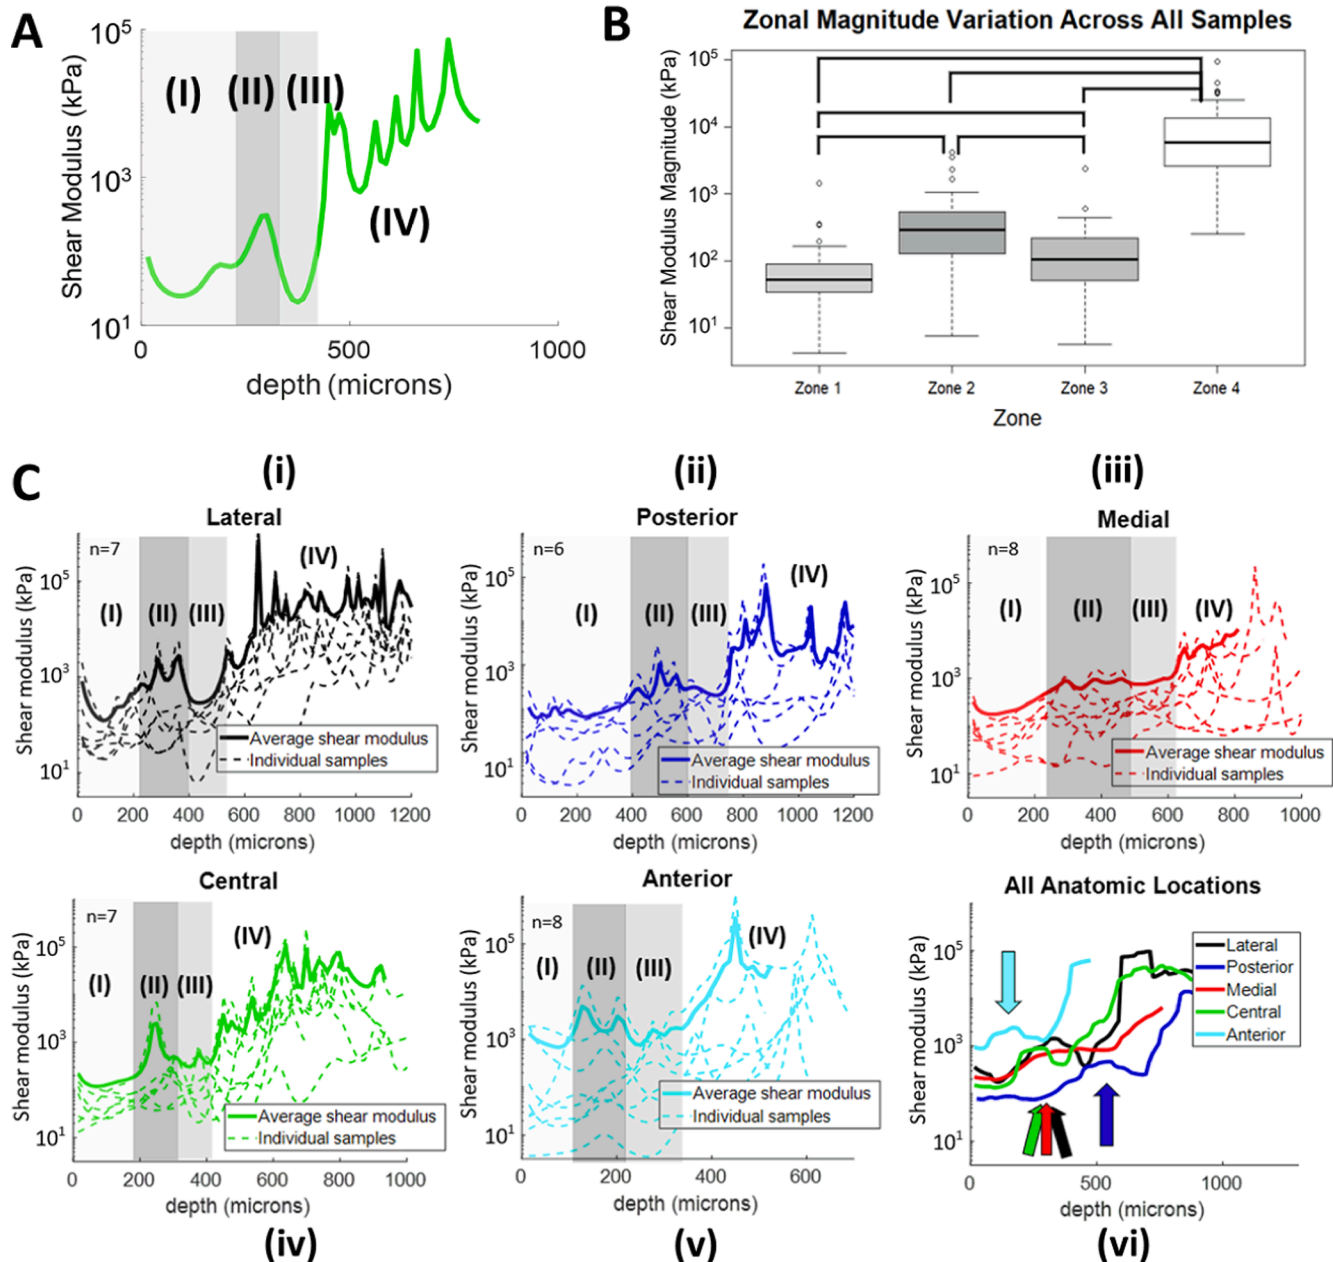 A
10^5
10^3
10^1
Shear Modulus (kPa)
(I)
(II)
(III)
(IV)
0
500
1000
depth (microns)
B
Zonal Magnitude Variation Across All Samples
Shear Modulus Magnitude (kPa)
10^5
10^4
10^3
10^2
10^1
Zone 1
Zone 2
Zone 3
Zone 4
Zone
C
(i)
Lateral
n=7
Shear modulus (kPa)
10^5
10^3
10^1
(I)
(II)
(III)
(IV)
Average shear modulus
Individual samples
0 200 400 600 800 1000 1200
depth (microns)
(ii)
Posterior
n=6
Shear modulus (kPa)
10^5
10^3
10^1
(I)
(II)
(III)
(IV)
Average shear modulus
Individual samples
0 200 400 600 800 1000 1200
depth (microns)
(iii)
Medial
n=8
Shear modulus (kPa)
10^5
10^3
10^1
(I)
(II)
(III)
(IV)
Average shear modulus
Individual samples
0 200 400 600 800 1000
depth (microns)
Central
n=7
Shear modulus (kPa)
10^5
10^3
10^1
(I)
(II)
(III)
(IV)
Average shear modulus
Individual samples
0 200 400 600 800 1000
depth (microns)
(iv)
Anterior
n=8
Shear modulus (kPa)
10^5
10^3
10^1
(I)
(II)
(III)
(IV)
Average shear modulus
Individual samples
0 200 400 600
depth (microns)
(v)
All Anatomic Locations
Shear modulus (kPa)
10^5
10^3
10^1
Lateral
Posterior
Medial
Central
Anterior
0 500 1000
depth (microns)
(vi)